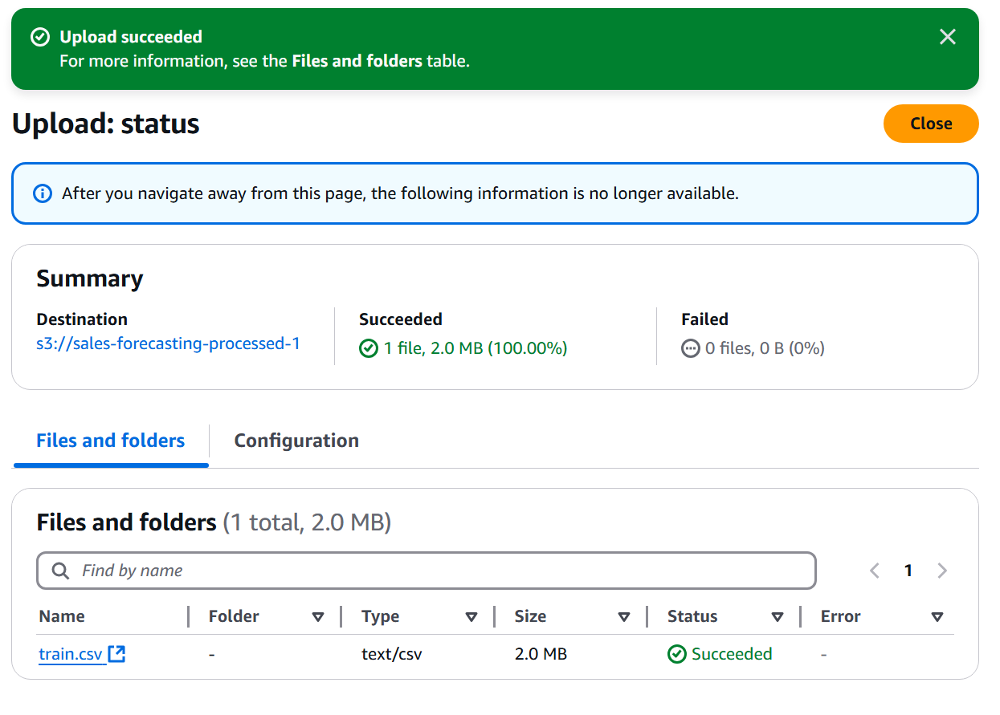 Upload succeeded
For more information, see the Files and folders table.
Upload: status
Close
After you navigate away from this page, the following information is no longer available.
Summary
Destination
s3://sales-forecasting-processed-1
Succeeded
1 file, 2.0 MB (100.00%)
Failed
0 files, 0 B (0%)
Files and folders
Configuration
Files and folders (1 total, 2.0 MB)
Find by name
1
Name Folder Type Size Status Error
train.csv - text/csv 2.0 MB Succeeded -